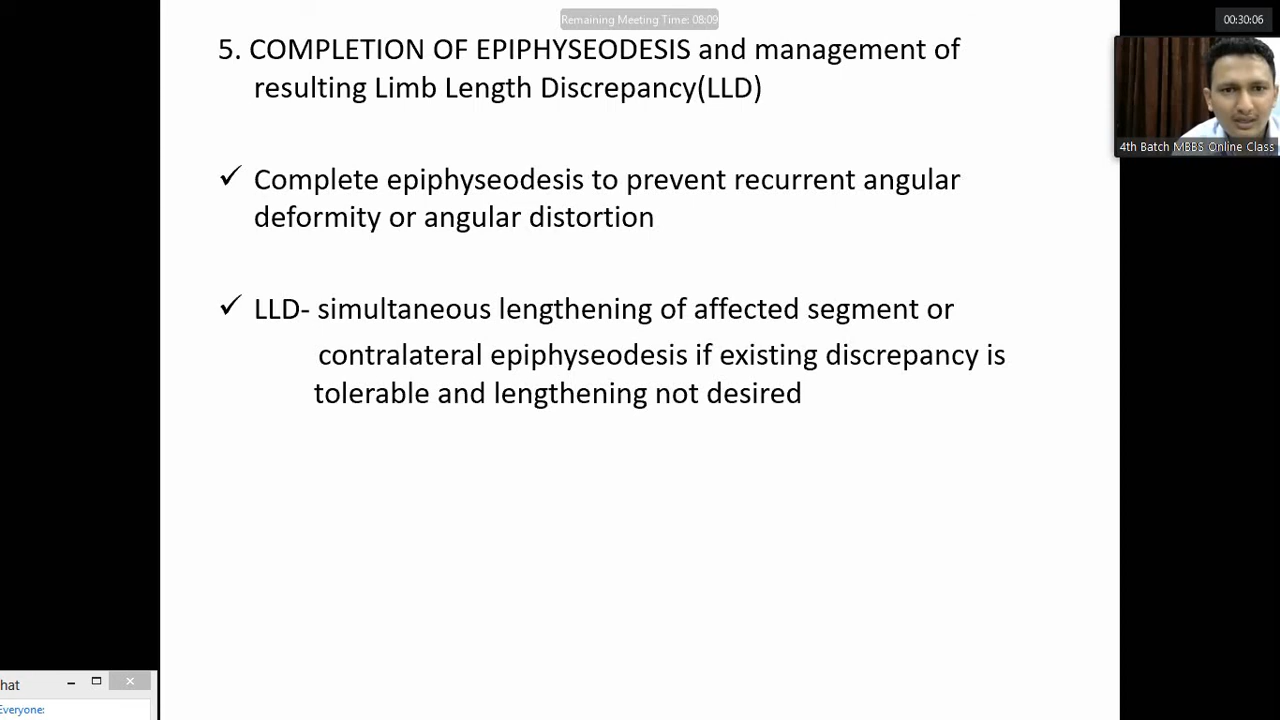 Remaining Meeting Time: 08:09
00:30:06
5. COMPLETION OF EPIPHYSEODESIS and management of
resulting Limb Length Discrepancy(LLD)
4th Batch MBBS Online Class
✓ Complete epiphyseodesis to prevent recurrent angular
deformity or angular distortion
✓ LLD- simultaneous lengthening of affected segment or
contralateral epiphyseodesis if existing discrepancy is
tolerable and lengthening not desired
hat
Everyone: